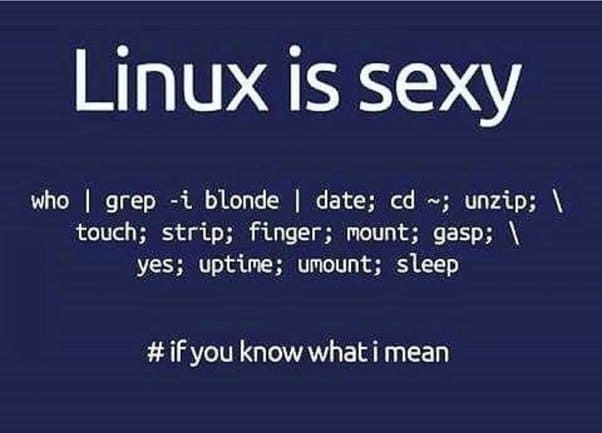 Linux is sexy
who | grep -i blonde | date; cd ~; unzip; \
touch; strip; finger; mount; gasp; \
yes; uptime; umount; sleep
# if you know what i mean